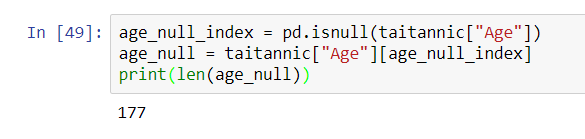 In [49]: age_null_index = pd.isnull(taitannic["Age"])
age_null = taitannic["Age"][age_null_index]
print(len(age_null))
177